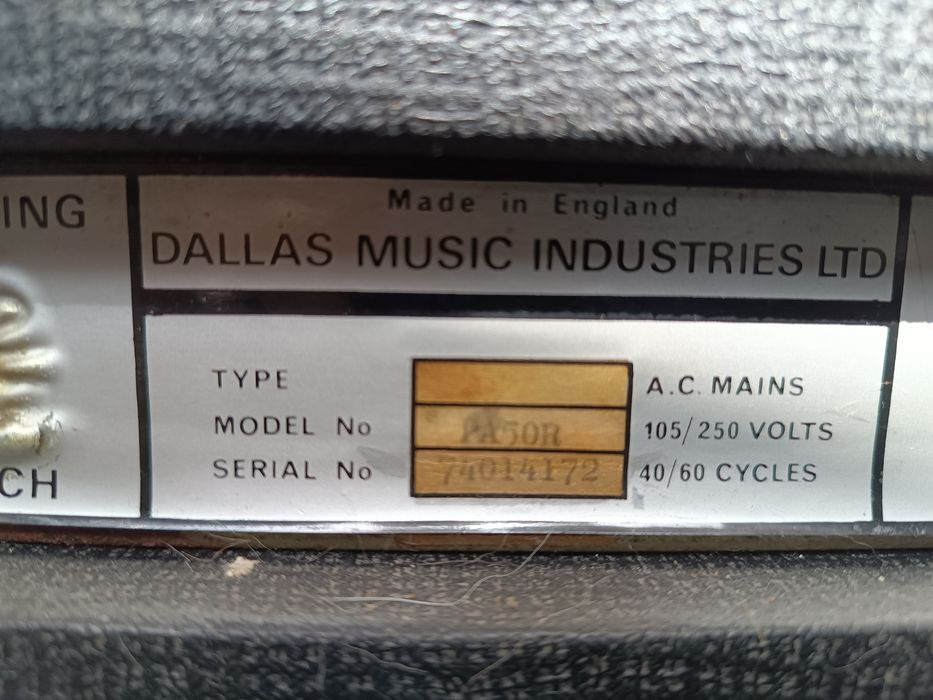 ING
CH
Made in England
DALLAS MUSIC INDUSTRIES LTD
TYPE A.C. MAINS
MODEL No PA50R 105/250 VOLTS
SERIAL No 74014172 40/60 CYCLES